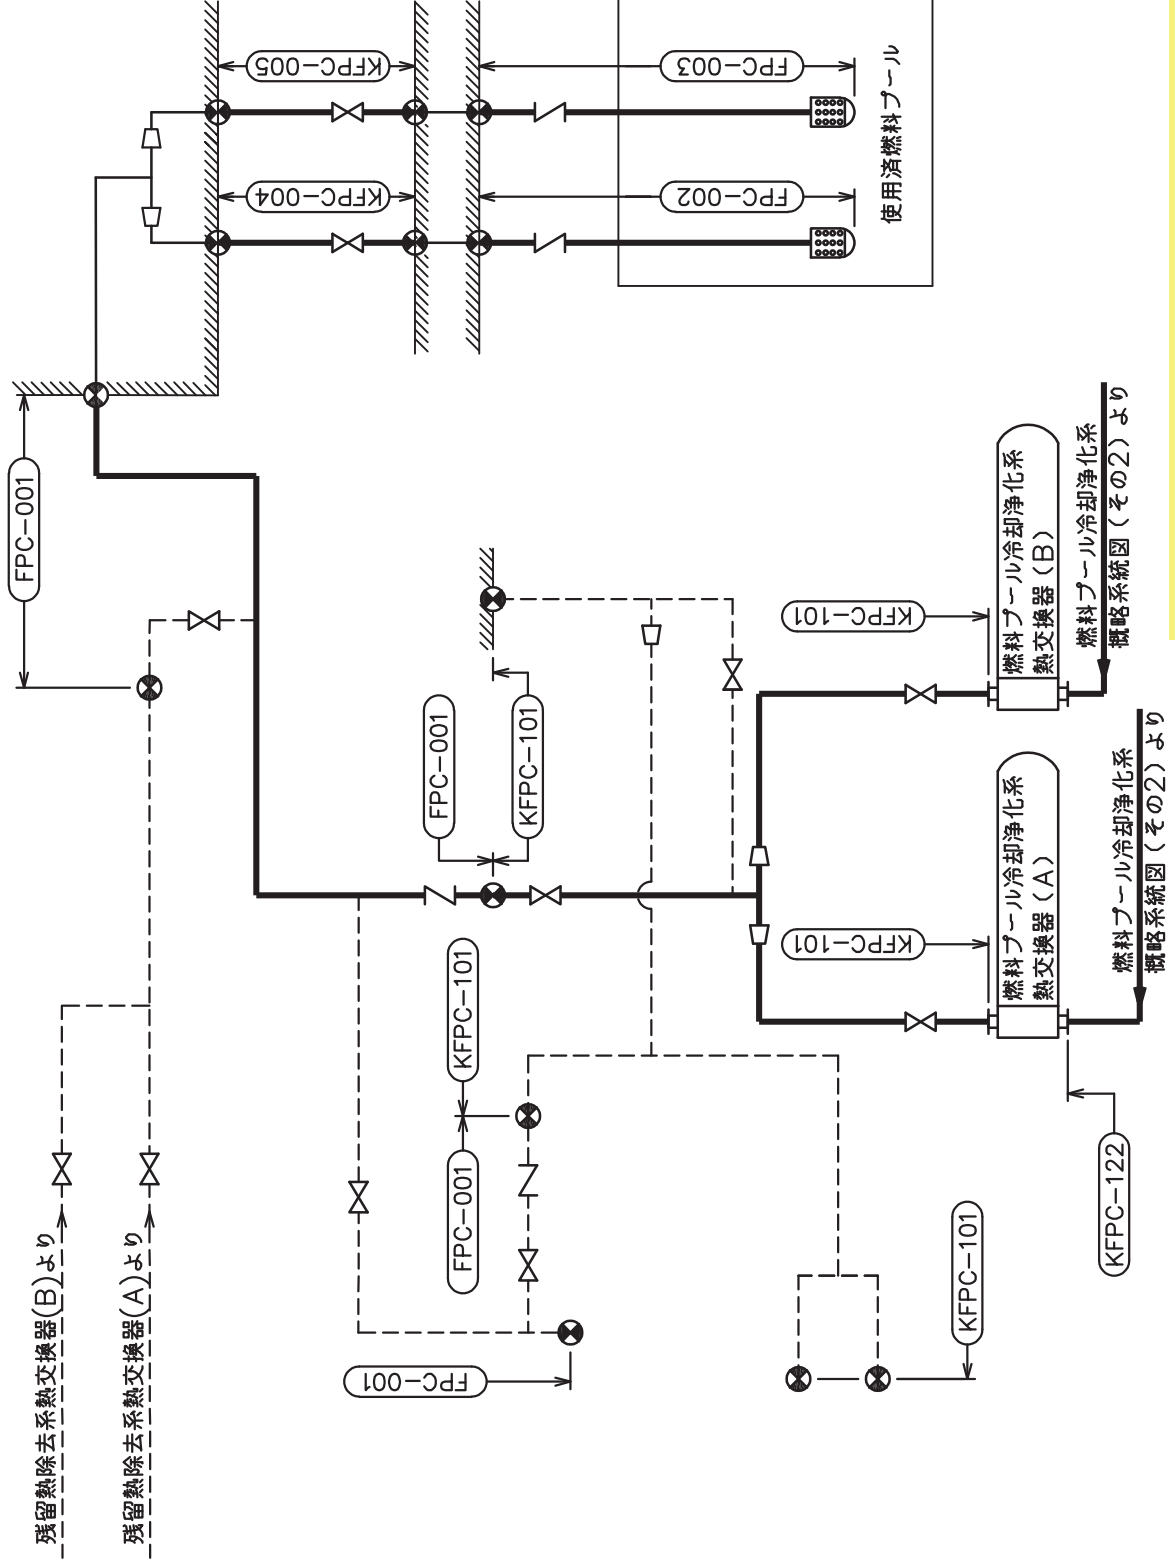 残留熱除去系熱交換器(B)より
残留熱除去系熱交換器(A)より
FPC-001
KFPC-005
KFPC-004
FPC-003
FPC-002
使用済燃料プール
FPC-001
KFPC-101
KFPC-101
FPC-001
FPC-001
KFPC-101
KFPC-101
燃料プール冷却浄化系
熱交換器(B)
燃料プール冷却浄化系
概略系統図(その2)より
燃料プール冷却浄化系
熱交換器(A)
燃料プール冷却浄化系
概略系統図(その2)より
KFPC-101
KFPC-122